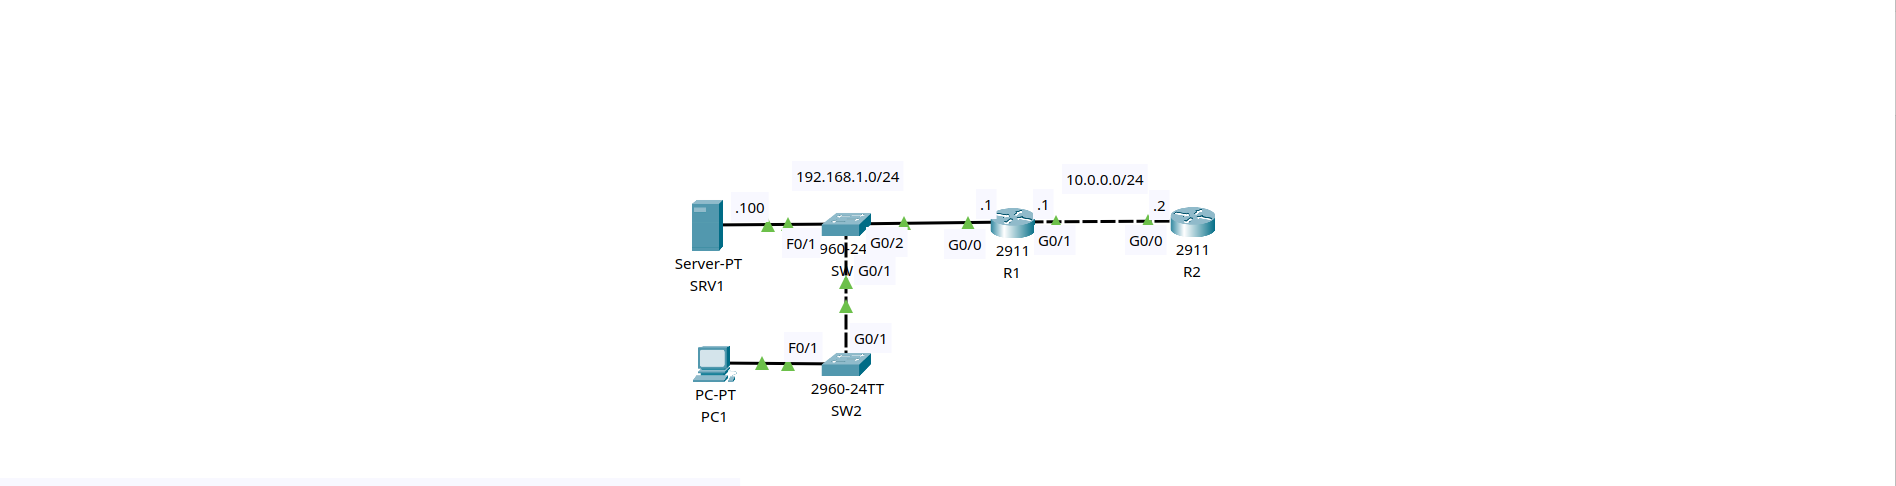 192.168.1.0/24
10.0.0.0/24
.100
.1
.1
.2
F0/1
960-24
G0/2
G0/0
G0/1
G0/0
Server-PT
SRV1
SW
G0/1
2911
R1
2911
R2
G0/1
F0/1
PC-PT
PC1
2960-24TT
SW2